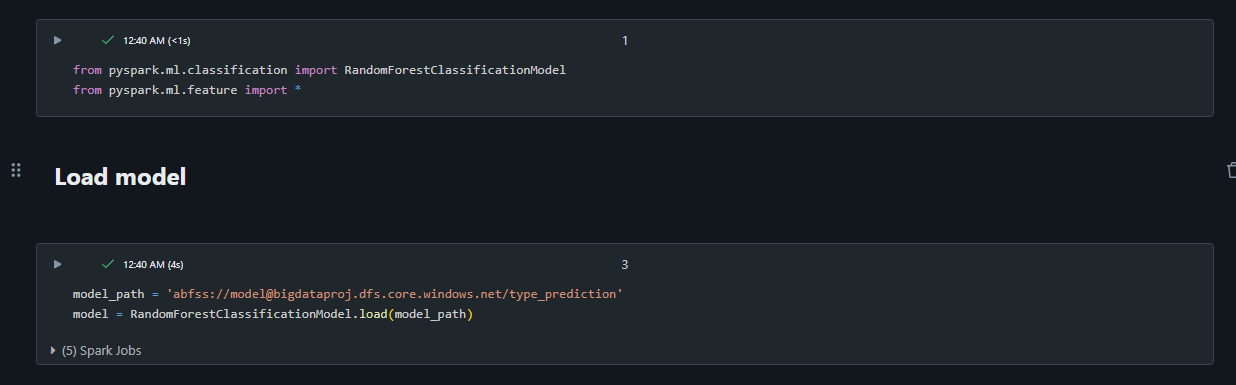 12:40 AM (<1s)
1
from pyspark.ml.classification import RandomForestClassificationModel
from pyspark.ml.feature import *
Load model
12:40 AM (4s)
3
model_path = 'abfss://model@bigdataproj.dfs.core.windows.net/type_prediction'
model = RandomForestClassificationModel.load(model_path)
(5) Spark Jobs